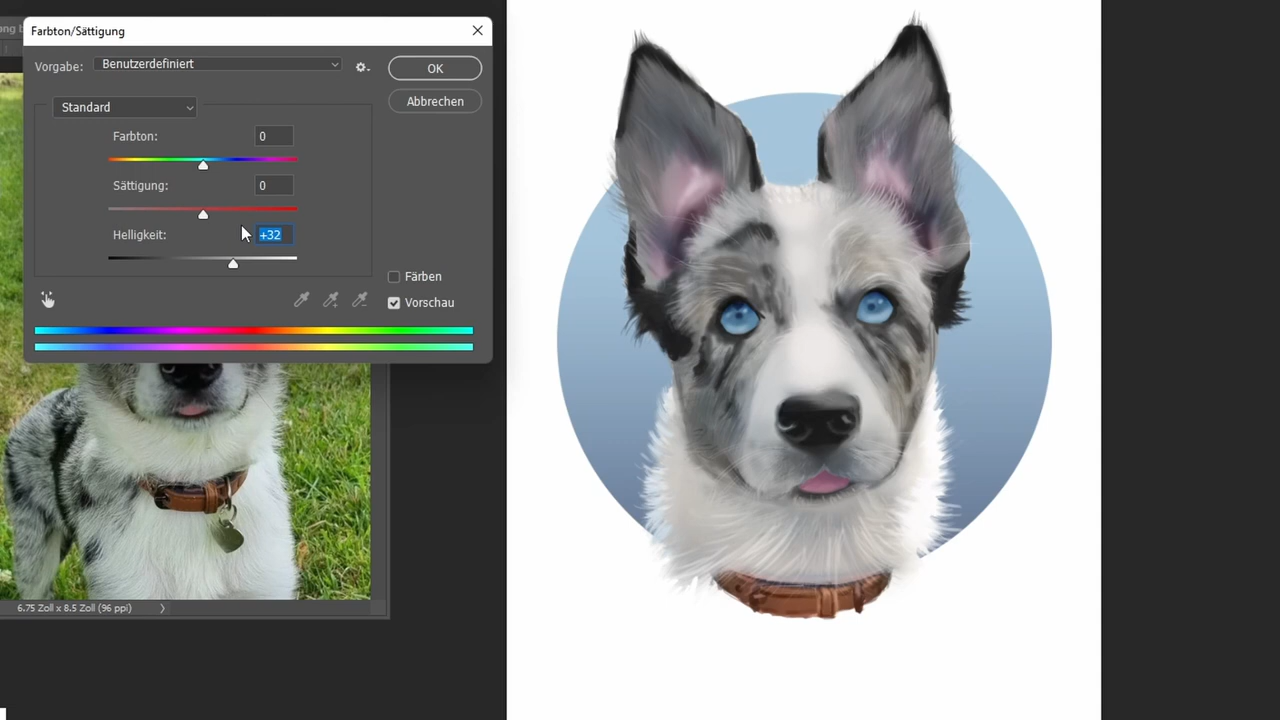 ang b
Farbton/Sättigung
Vorgabe: Benutzerdefiniert
OK
Standard
Abbrechen
Farbton: 0
Sättigung: 0
Helligkeit: +32
Färben
Vorschau
6.75 Zoll x 8.5 Zoll (96 ppi)